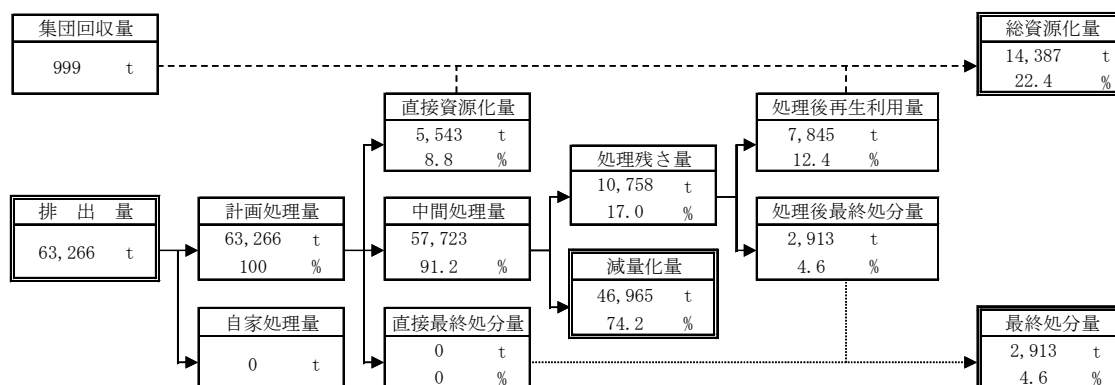 集団回収量
999 t
総資源化量
14,387 t
22.4 %
直接資源化量
5,543 t
8.8 %
処理後再生利用量
7,845 t
12.4 %
処理残さ量
10,758 t
17.0 %
排 出 量
63,266 t
計画処理量
63,266 t
100 %
中間処理量
57,723
91.2 %
処理後最終処分量
2,913 t
4.6 %
減量化量
46,965 t
74.2 %
自家処理量
0 t
直接最終処分量
0 t
0 %
最終処分量
2,913 t
4.6 %